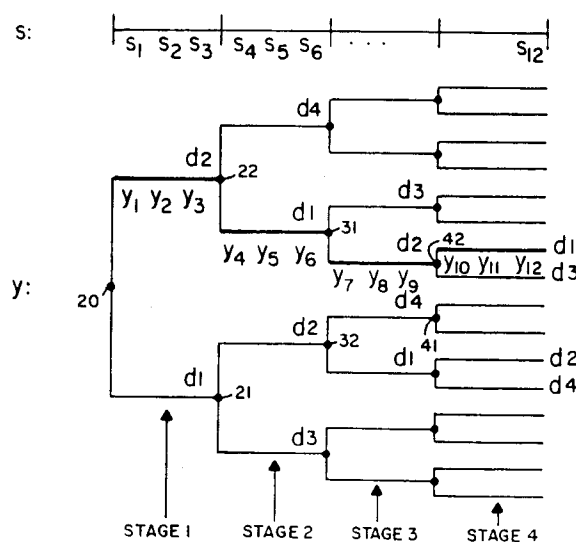 s:
s1 s2 s3 s4 s5 s6 .... s12
d4
d2
22
d3
y1 y2 y3
d1
31
d2
42
d1
y4 y5 y6
y7 y8 y9
y10 y11 y12
d3
y:
20
d4
d2
32
41
d1
d2
d1
21
d4
d3
STAGE 1
STAGE 2
STAGE 3
STAGE 4